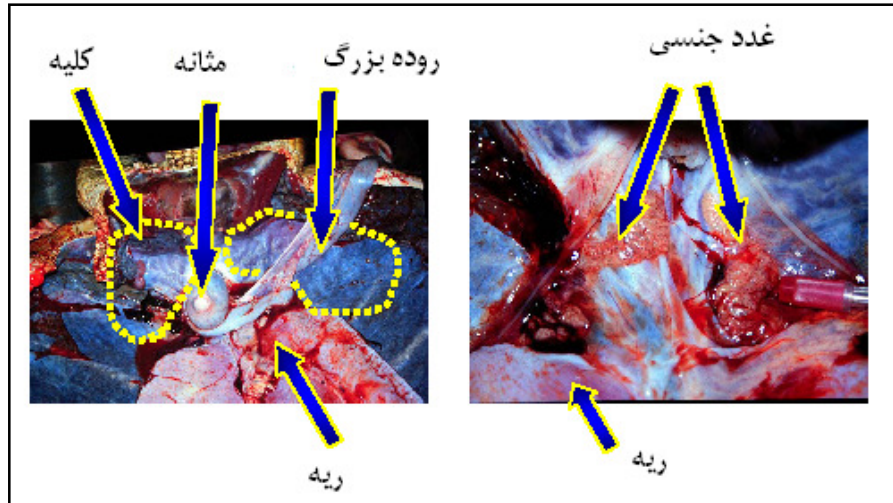 غدد جنسی
روده بزرگ
مثانه
کلیه
ریه
ریه